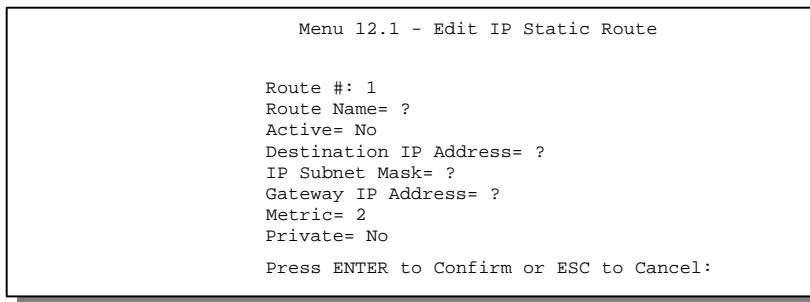 Menu 12.1 - Edit IP Static Route
Route #: 1
Route Name= ?
Active= No
Destination IP Address= ?
IP Subnet Mask= ?
Gateway IP Address= ?
Metric= 2
Private= No
Press ENTER to Confirm or ESC to Cancel: